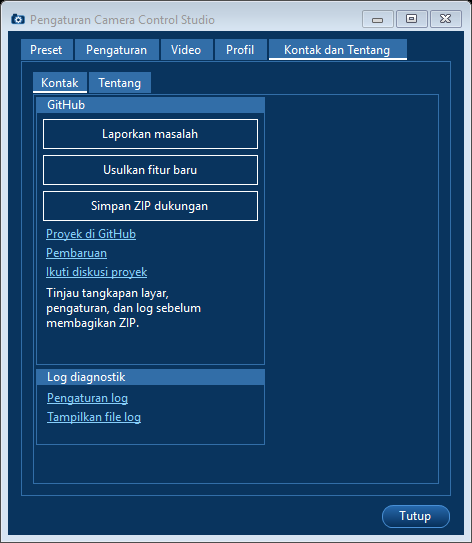 Pengaturan Camera Control Studio
Preset
Pengaturan
Video
Profil
Kontak dan Tentang
Kontak
Tentang
GitHub
Laporkan masalah
Usulkan fitur baru
Simpan ZIP dukungan
Proyek di GitHub
Pembaruan
Ikuti diskusi proyek
Tinjau tangkapan layar,
pengaturan, dan log sebelum
membagikan ZIP.
Log diagnostik
Pengaturan log
Tampilkan file log
Tutup